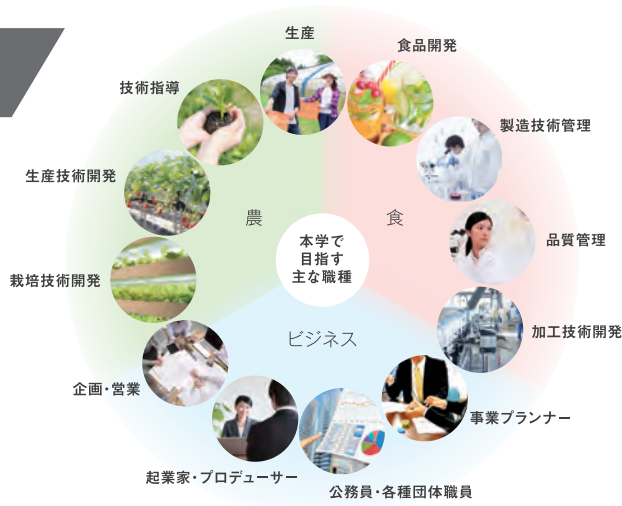 生産
食品開発
技術指導
製造技術管理
生産技術開発
農
食
品質管理
本学で
目指す
主な職種
栽培技術開発
加工技術開発
ビジネス
企画・営業
事業プランナー
起業家・プロデューサー
公務員・各種団体職員